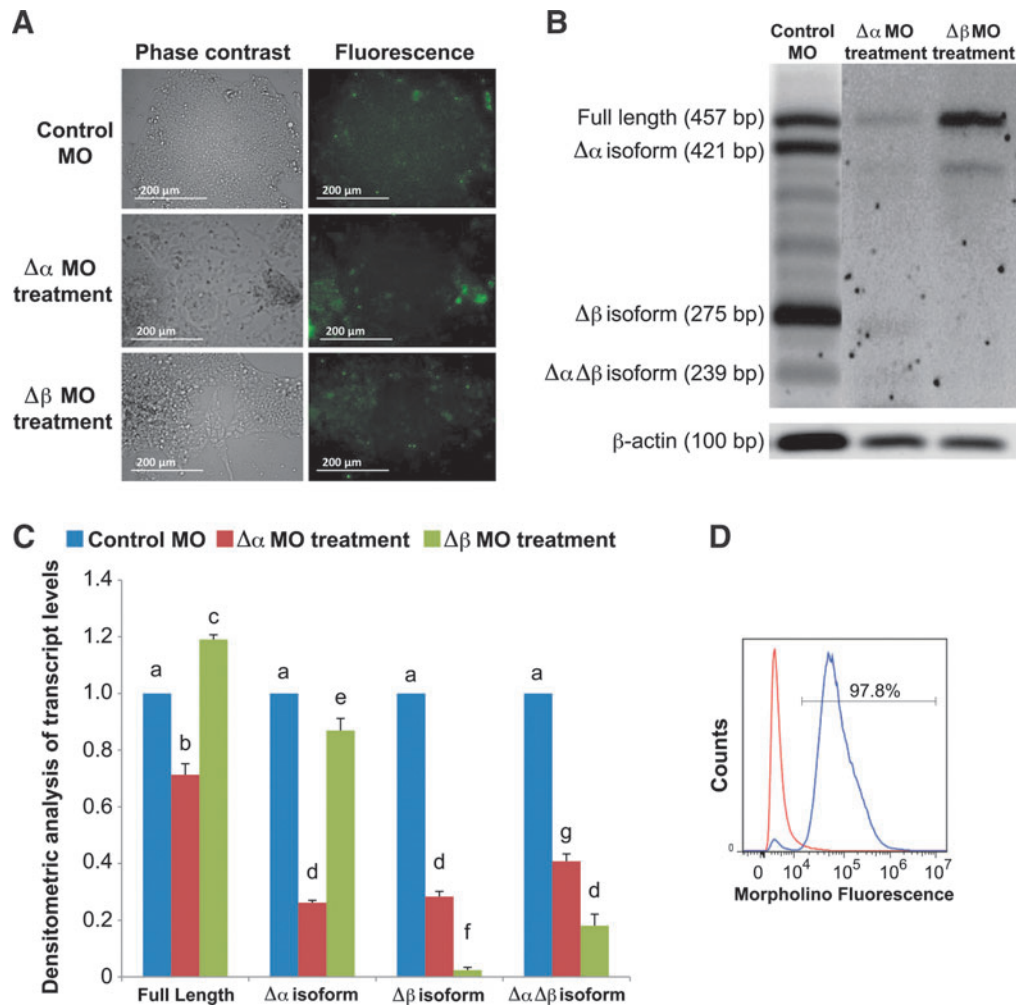 A
Phase contrast
Fluorescence
Control
MO
200 μm
200 μm
Δα MO
treatment
200 μm
200 μm
Δβ MO
treatment
200 μm
200 μm
B
Control
MO
Δα MO
treatment
Δβ MO
treatment
Full length (457 bp)
Δα isoform (421 bp)
Δβ isoform (275 bp)
ΔαΔβ isoform (239 bp)
β-actin (100 bp)
C
Control MO
Δα MO treatment
Δβ MO treatment
Densitometric analysis of transcript levels
1.4
1.2
1.0
0.8
0.6
0.4
0.2
0
a
b
c
a
d
e
a
d
f
a
g
d
Full Length
Δα isoform
Δβ isoform
ΔαΔβ isoform
D
97.8%
Counts
0
0
10⁴
10⁵
10⁶
10⁷
Morpholino Fluorescence